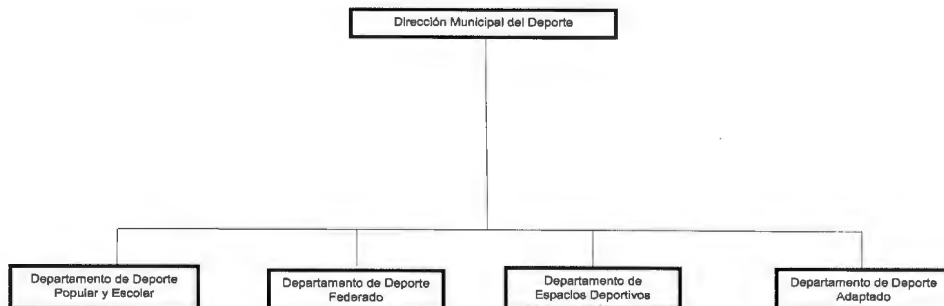 Dirección Municipal del Deporte
Departamento de Deporte
Popular y Escolar
Departamento de Deporte
Federado
Departamento de
Espacios Deportivos
Departamento de Deporte
Adaptado